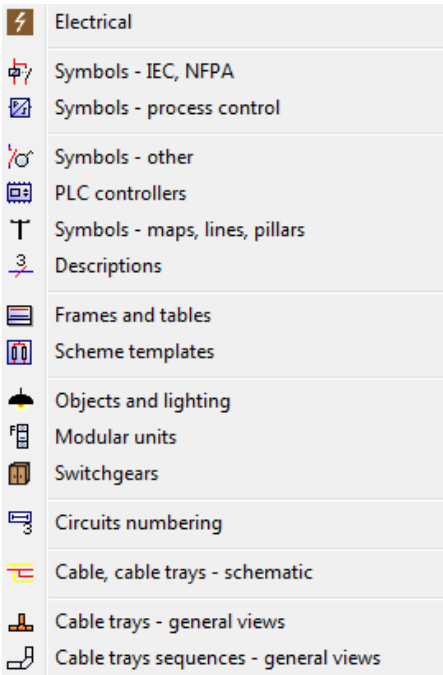 Electrical
Symbols - IEC, NFPA
Symbols - process control
Symbols - other
PLC controllers
Symbols - maps, lines, pillars
Descriptions
Frames and tables
Scheme templates
Objects and lighting
Modular units
Switchgears
Circuits numbering
Cable, cable trays - schematic
Cable trays - general views
Cable trays sequences - general views